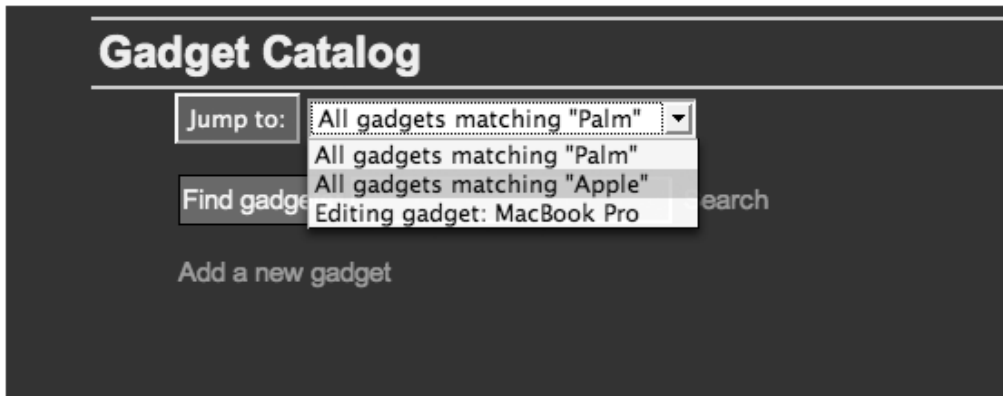 Gadget Catalog
Jump to: All gadgets matching "Palm"
All gadgets matching "Palm"
All gadgets matching "Apple"
Editing gadget: MacBook Pro
Find
Add a new gadget